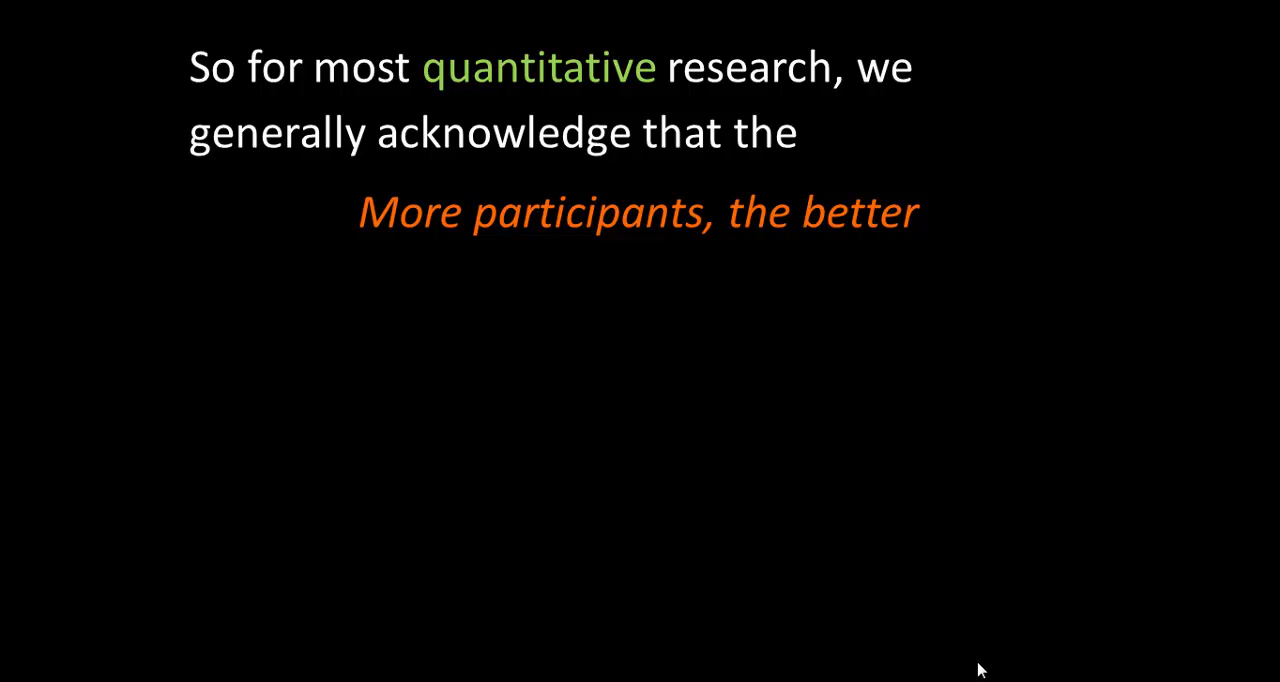 So for most quantitative research, we
generally acknowledge that the
More participants, the better